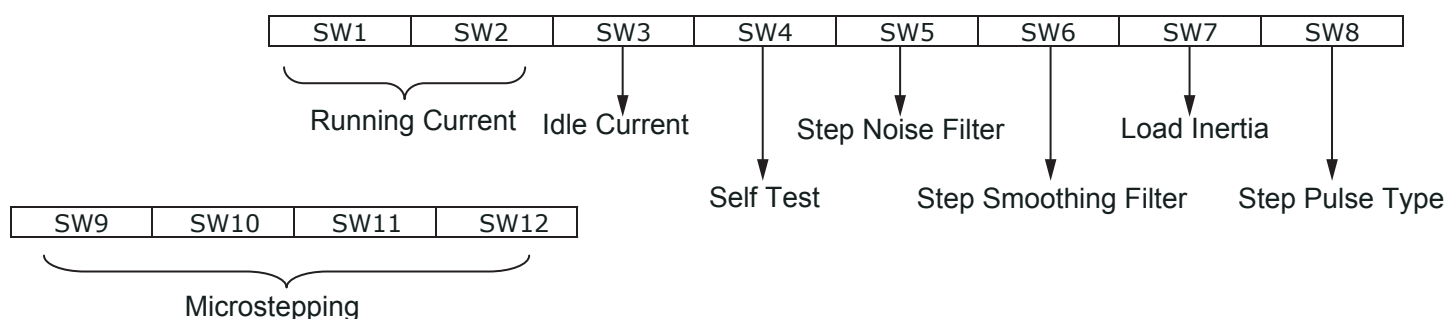 SW1 SW2 SW3 SW4 SW5 SW6 SW7 SW8
Running Current Idle Current Step Noise Filter Load Inertia
Self Test Step Smoothing Filter Step Pulse Type
SW9 SW10 SW11 SW12
Microstepping